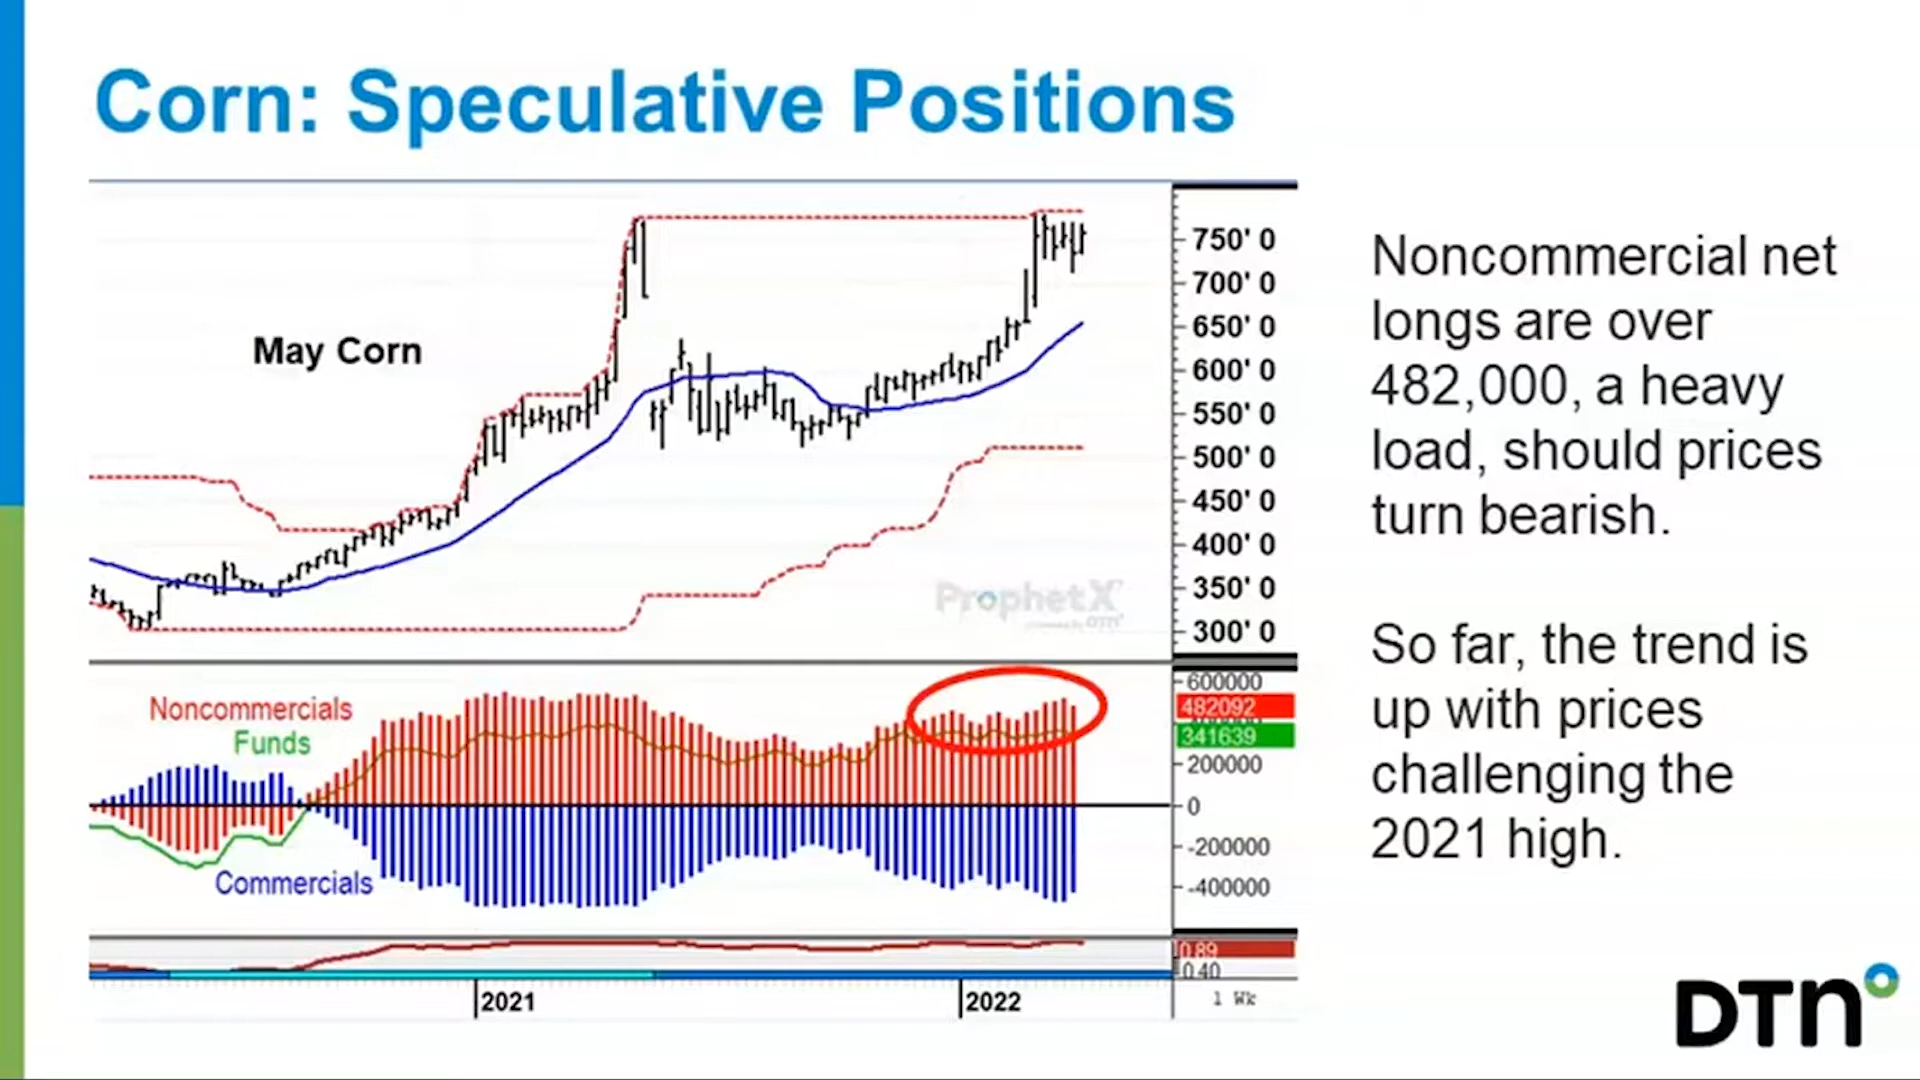 Corn: Speculative Positions
May Corn
750' 0
700' 0
650' 0
600' 0
550' 0
500' 0
450' 0
400' 0
350' 0
300' 0
ProphetX
DTN
Noncommercials
Funds
Commercials
600000
482092
400000
341639
200000
0
-200000
-400000
0.89
0.40
2021
2022
1 Wk
Noncommercial net
longs are over
482,000, a heavy
load, should prices
turn bearish.
So far, the trend is
up with prices
challenging the
2021 high.
DTN